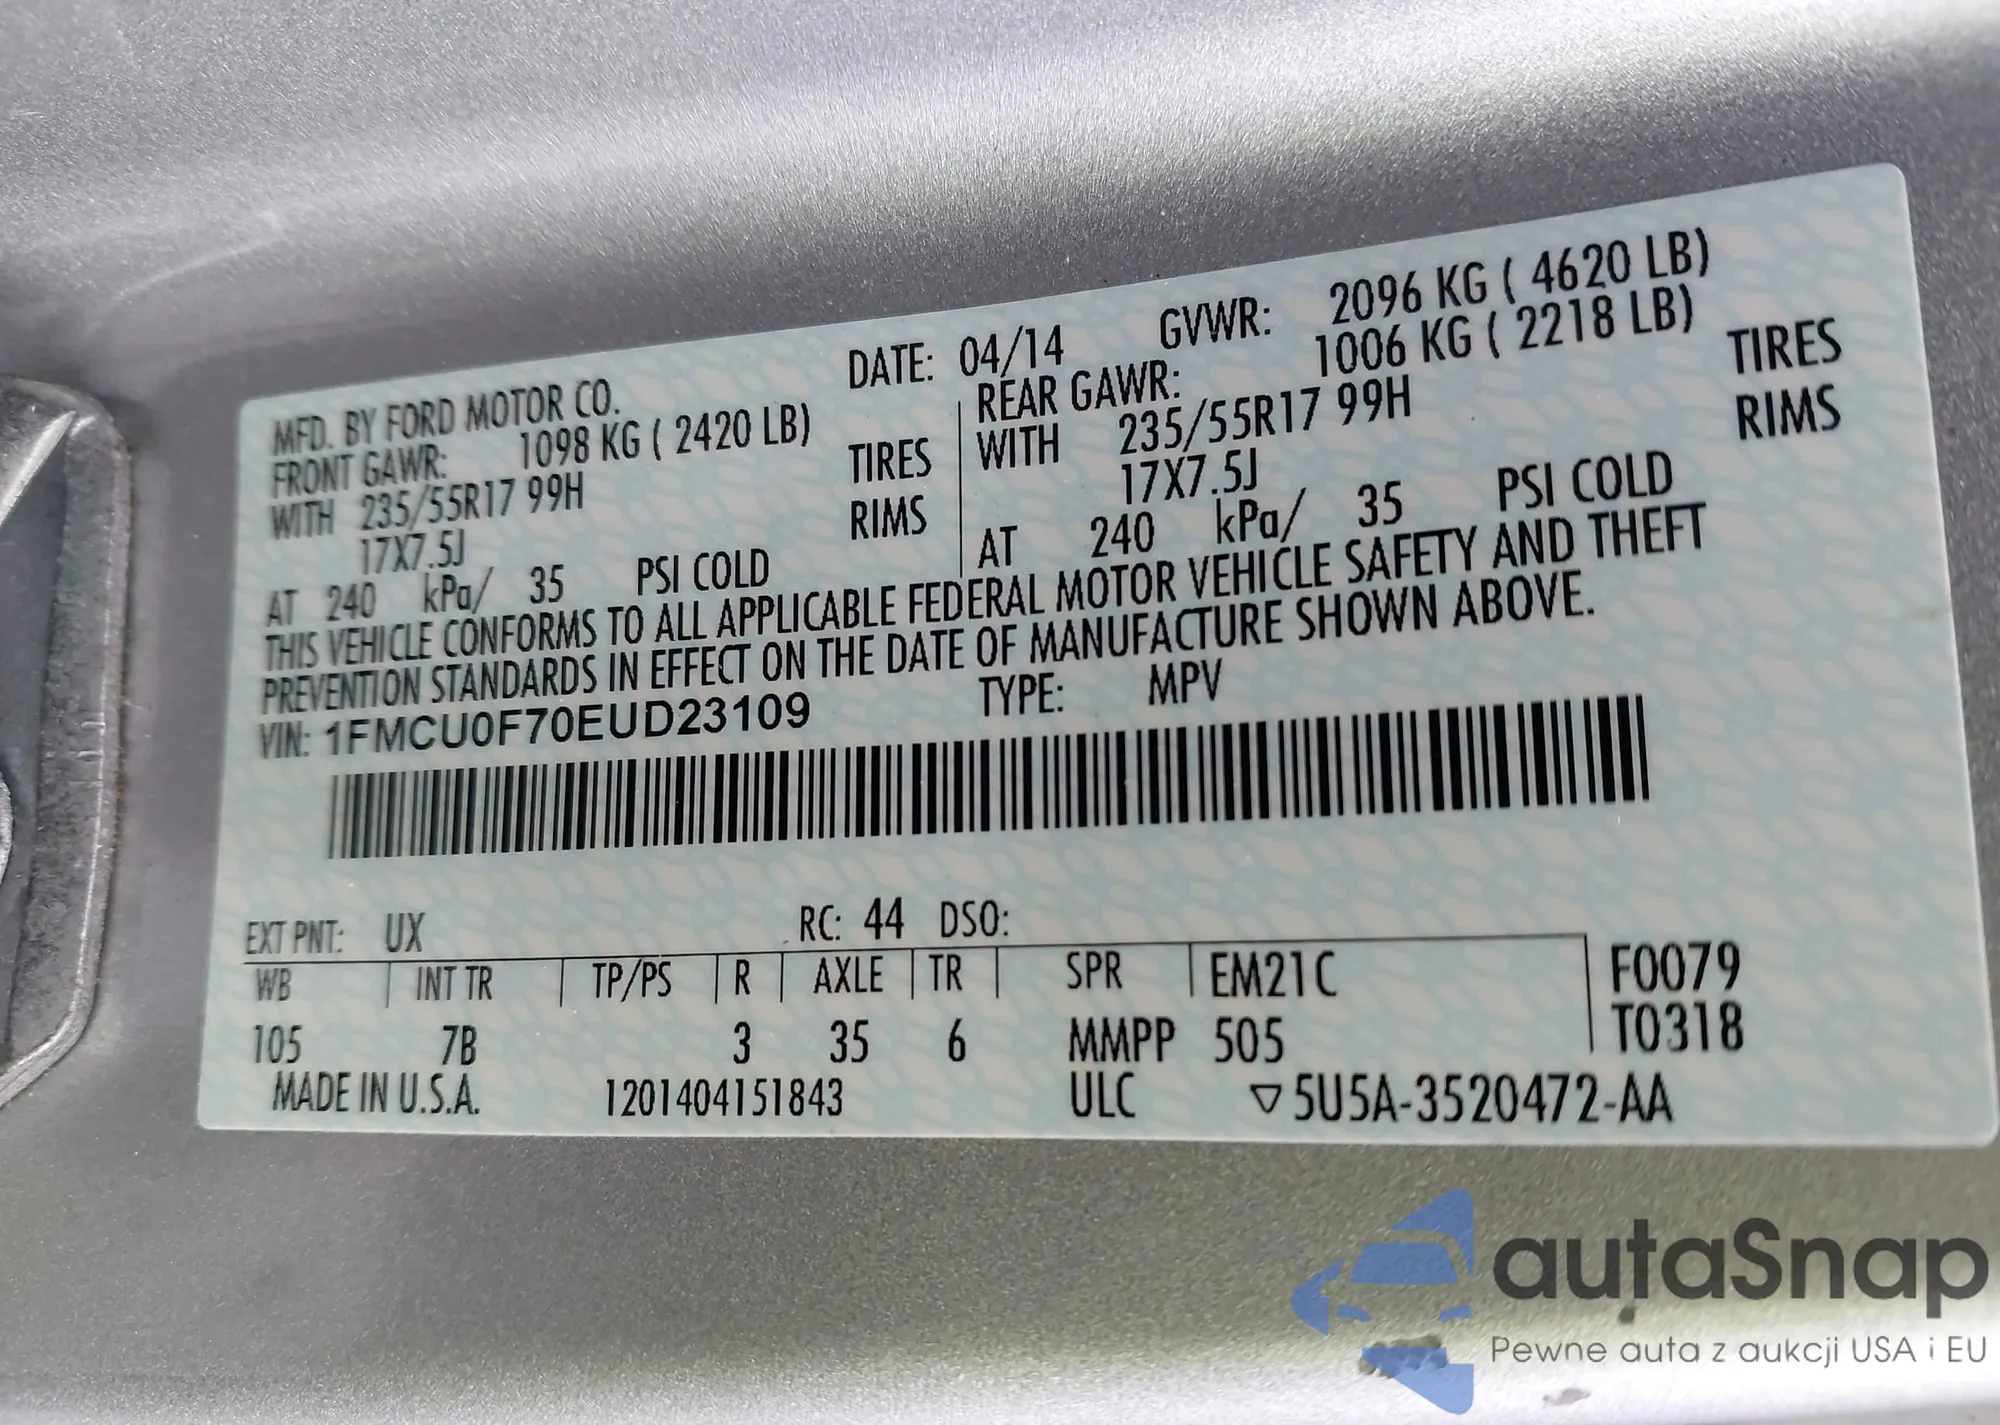 MFD. BY FORD MOTOR CO. DATE: 04/14 GVWR: 2096 KG ( 4620 LB)
FRONT GAWR: 1098 KG ( 2420 LB) REAR GAWR: 1006 KG ( 2218 LB)
WITH 235/55R17 99H TIRES WITH 235/55R17 99H TIRES
17X7.5J RIMS 17X7.5J RIMS
AT 240 kPa/ 35 PSI COLD AT 240 kPa/ 35 PSI COLD
THIS VEHICLE CONFORMS TO ALL APPLICABLE FEDERAL MOTOR VEHICLE SAFETY AND THEFT
PREVENTION STANDARDS IN EFFECT ON THE DATE OF MANUFACTURE SHOWN ABOVE.
VIN: 1FMCU0F70EUD23109 TYPE: MPV
EXT PNT: UX RC: 44 DSO:
WB INT TR TP/PS R AXLE TR SPR EM21C F0079
105 7B 3 35 6 MMPP 505 T0318
MADE IN U.S.A. 1201404151843 ULC ▽5U5A-3520472-AA
autaSnap
Pewne auta z aukcji USA i EU